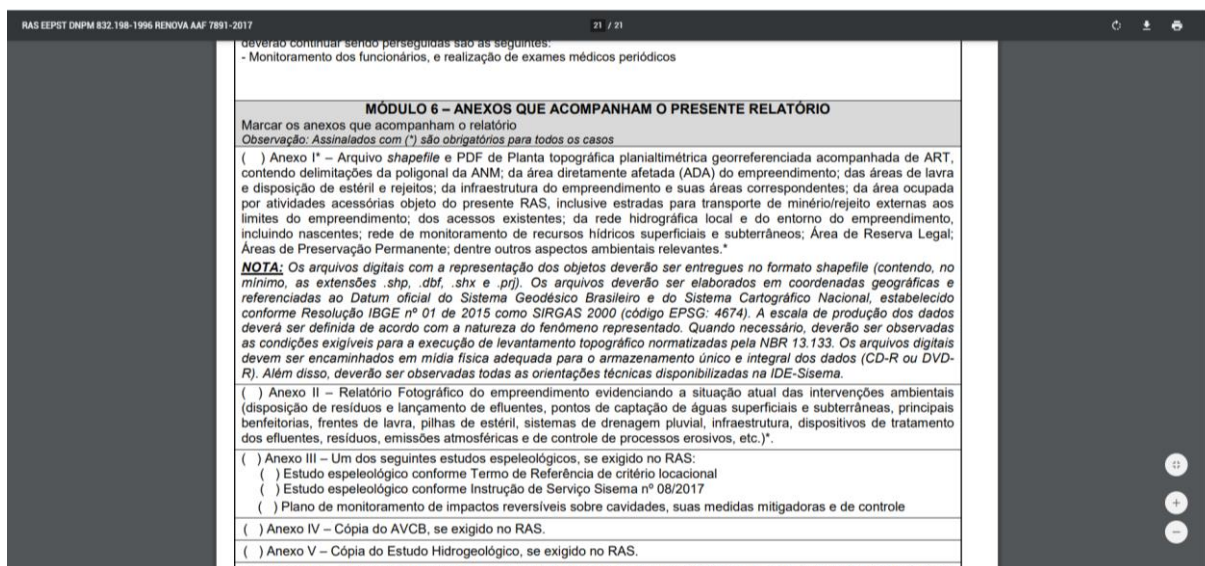 RAS EEPST DNPM 832.198-1996 RENOVA AAF 7891-2017
21 / 21
deverão continuar sendo perseguidas são as seguintes:
- Monitoramento dos funcionários, e realização de exames médicos periódicos
MÓDULO 6 – ANEXOS QUE ACOMPANHAM O PRESENTE RELATÓRIO
Marcar os anexos que acompanham o relatório
Observação: Assinalados com (*) são obrigatórios para todos os casos
( ) Anexo I* – Arquivo shapefile e PDF de Planta topográfica planialtimétrica georreferenciada acompanhada de ART,
contendo delimitações da poligonal da ANM; da área diretamente afetada (ADA) do empreendimento; das áreas de lavra
e disposição de estéril e rejeitos; da infraestrutura do empreendimento e suas áreas correspondentes; da área ocupada
por atividades acessórias objeto do presente RAS, inclusive estradas para transporte de minério/rejeito externas aos
limites do empreendimento; dos acessos existentes; da rede hidrográfica local e do entorno do empreendimento,
incluindo nascentes; rede de monitoramento de recursos hídricos superficiais e subterrâneos; Área de Reserva Legal;
Áreas de Preservação Permanente; dentre outros aspectos ambientais relevantes.*
NOTA: Os arquivos digitais com a representação dos objetos deverão ser entregues no formato shapefile (contendo, no
mínimo, as extensões .shp, .dbf, .shx e .prj). Os arquivos deverão ser elaborados em coordenadas geográficas e
referenciadas ao Datum oficial do Sistema Geodésico Brasileiro e do Sistema Cartográfico Nacional, estabelecido
conforme Resolução IBGE nº 01 de 2015 como SIRGAS 2000 (código EPSG: 4674). A escala de produção dos dados
deverá ser definida de acordo com a natureza do fenômeno representado. Quando necessário, deverão ser observadas
as condições exigíveis para a execução de levantamento topográfico normatizadas pela NBR 13.133. Os arquivos digitais
devem ser encaminhados em mídia física adequada para o armazenamento único e integral dos dados (CD-R ou DVD-
R). Além disso, deverão ser observadas todas as orientações técnicas disponibilizadas na IDE-Sisema.
( ) Anexo II – Relatório Fotográfico do empreendimento evidenciando a situação atual das intervenções ambientais
(disposição de resíduos e lançamento de efluentes, pontos de captação de águas superficiais e subterrâneas, principais
benfeitorias, frentes de lavra, pilhas de estéril, sistemas de drenagem pluvial, infraestrutura, dispositivos de tratamento
dos efluentes, resíduos, emissões atmosféricas e de controle de processos erosivos, etc.)*.
( ) Anexo III – Um dos seguintes estudos espeleológicos, se exigido no RAS:
( ) Estudo espeleológico conforme Termo de Referência de critério locacional
( ) Estudo espeleológico conforme Instrução de Serviço Sisema nº 08/2017
( ) Plano de monitoramento de impactos reversíveis sobre cavidades, suas medidas mitigadoras e de controle
( ) Anexo IV – Cópia do AVCB, se exigido no RAS.
( ) Anexo V – Cópia do Estudo Hidrogeológico, se exigido no RAS.